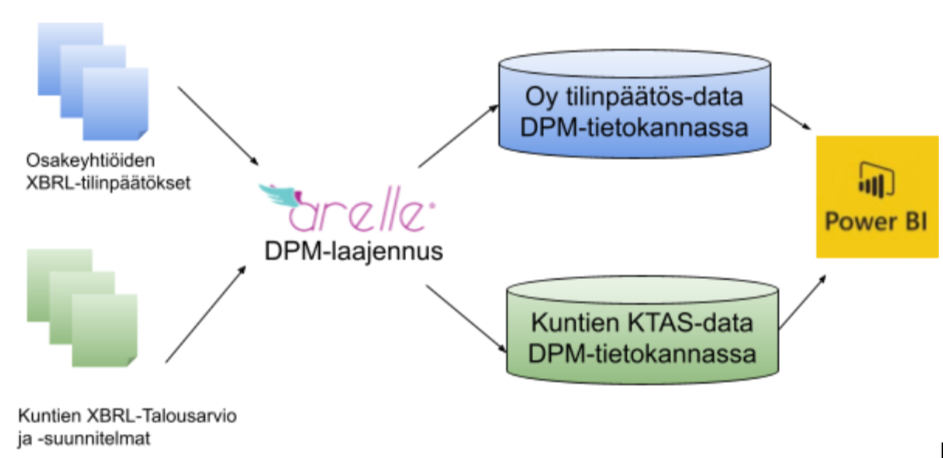 Osakeyhtiöiden
XBRL-tilinpäätökset
arelle
DPM-laajennus
Oy tilinpäätös-data
DPM-tietokannassa
Power BI
Kuntien KTAS-data
DPM-tietokannassa
Kuntien XBRL-Talousarvio
ja -suunnitelmat